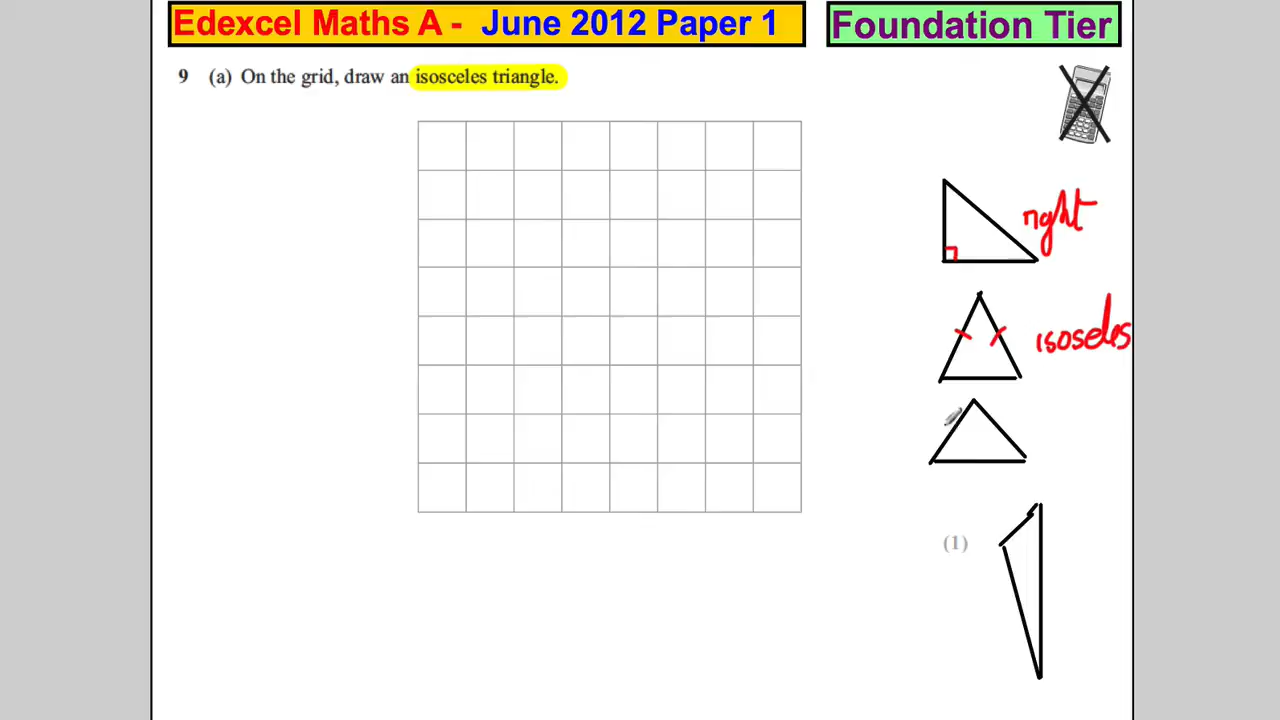 Edexcel Maths A - June 2012 Paper 1
Foundation Tier
9 (a) On the grid, draw an isosceles triangle.
right
isoseles
(1)